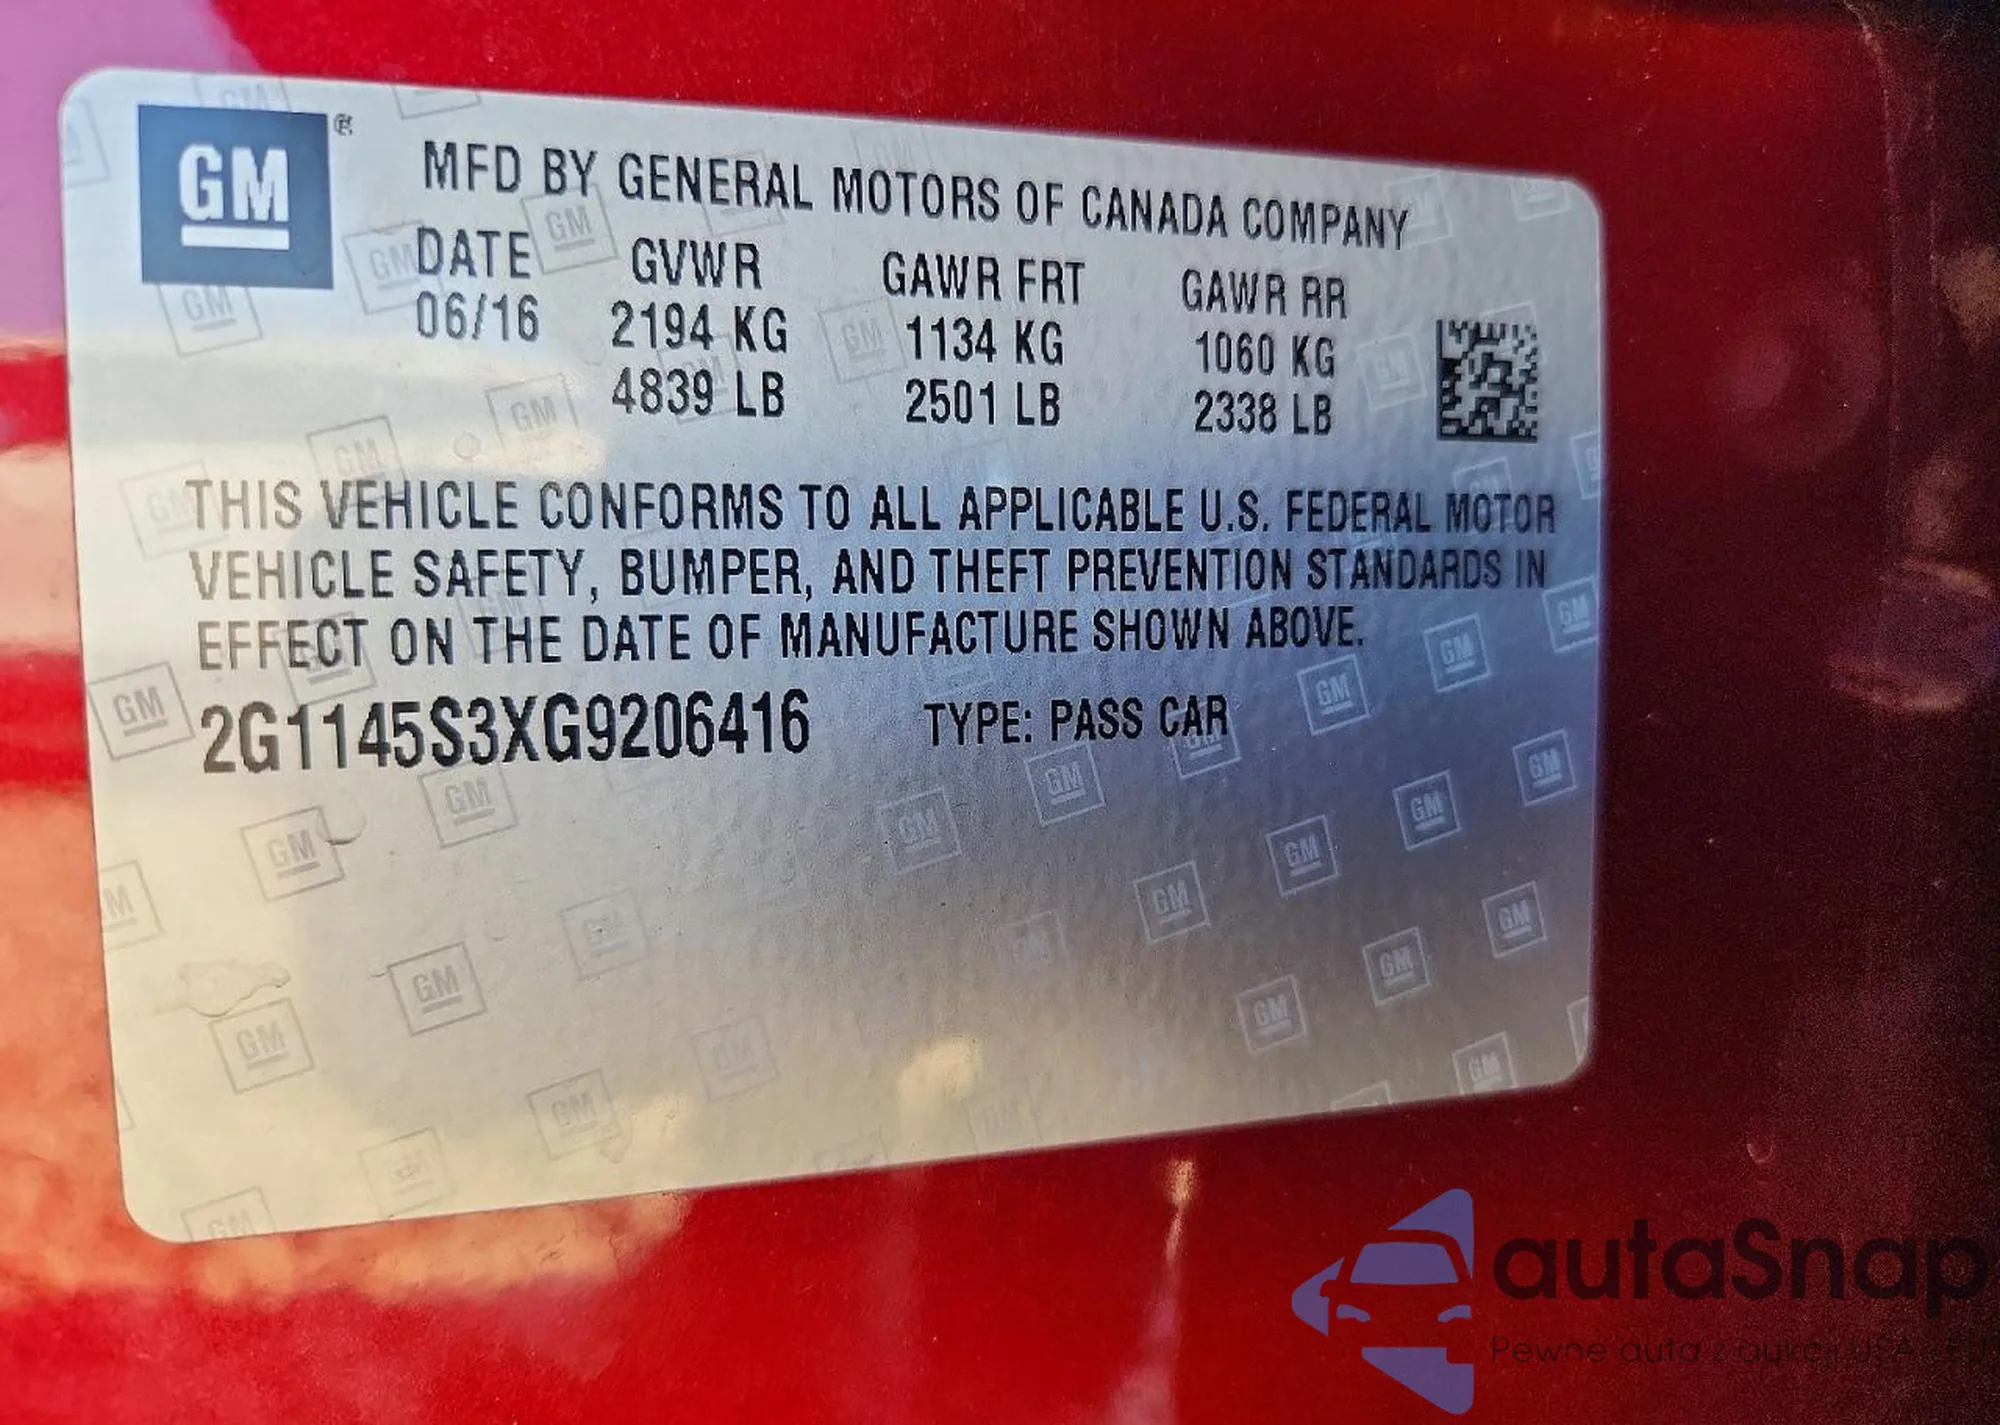 GM
MFD BY GENERAL MOTORS OF CANADA COMPANY
DATE GVWR GAWR FRT GAWR RR
06/16 2194 KG 1134 KG 1060 KG
4839 LB 2501 LB 2338 LB
THIS VEHICLE CONFORMS TO ALL APPLICABLE U.S. FEDERAL MOTOR
VEHICLE SAFETY, BUMPER, AND THEFT PREVENTION STANDARDS IN
EFFECT ON THE DATE OF MANUFACTURE SHOWN ABOVE.
2G1145S3XG9206416 TYPE: PASS CAR
autaSnap
Pewne auta z aukcji